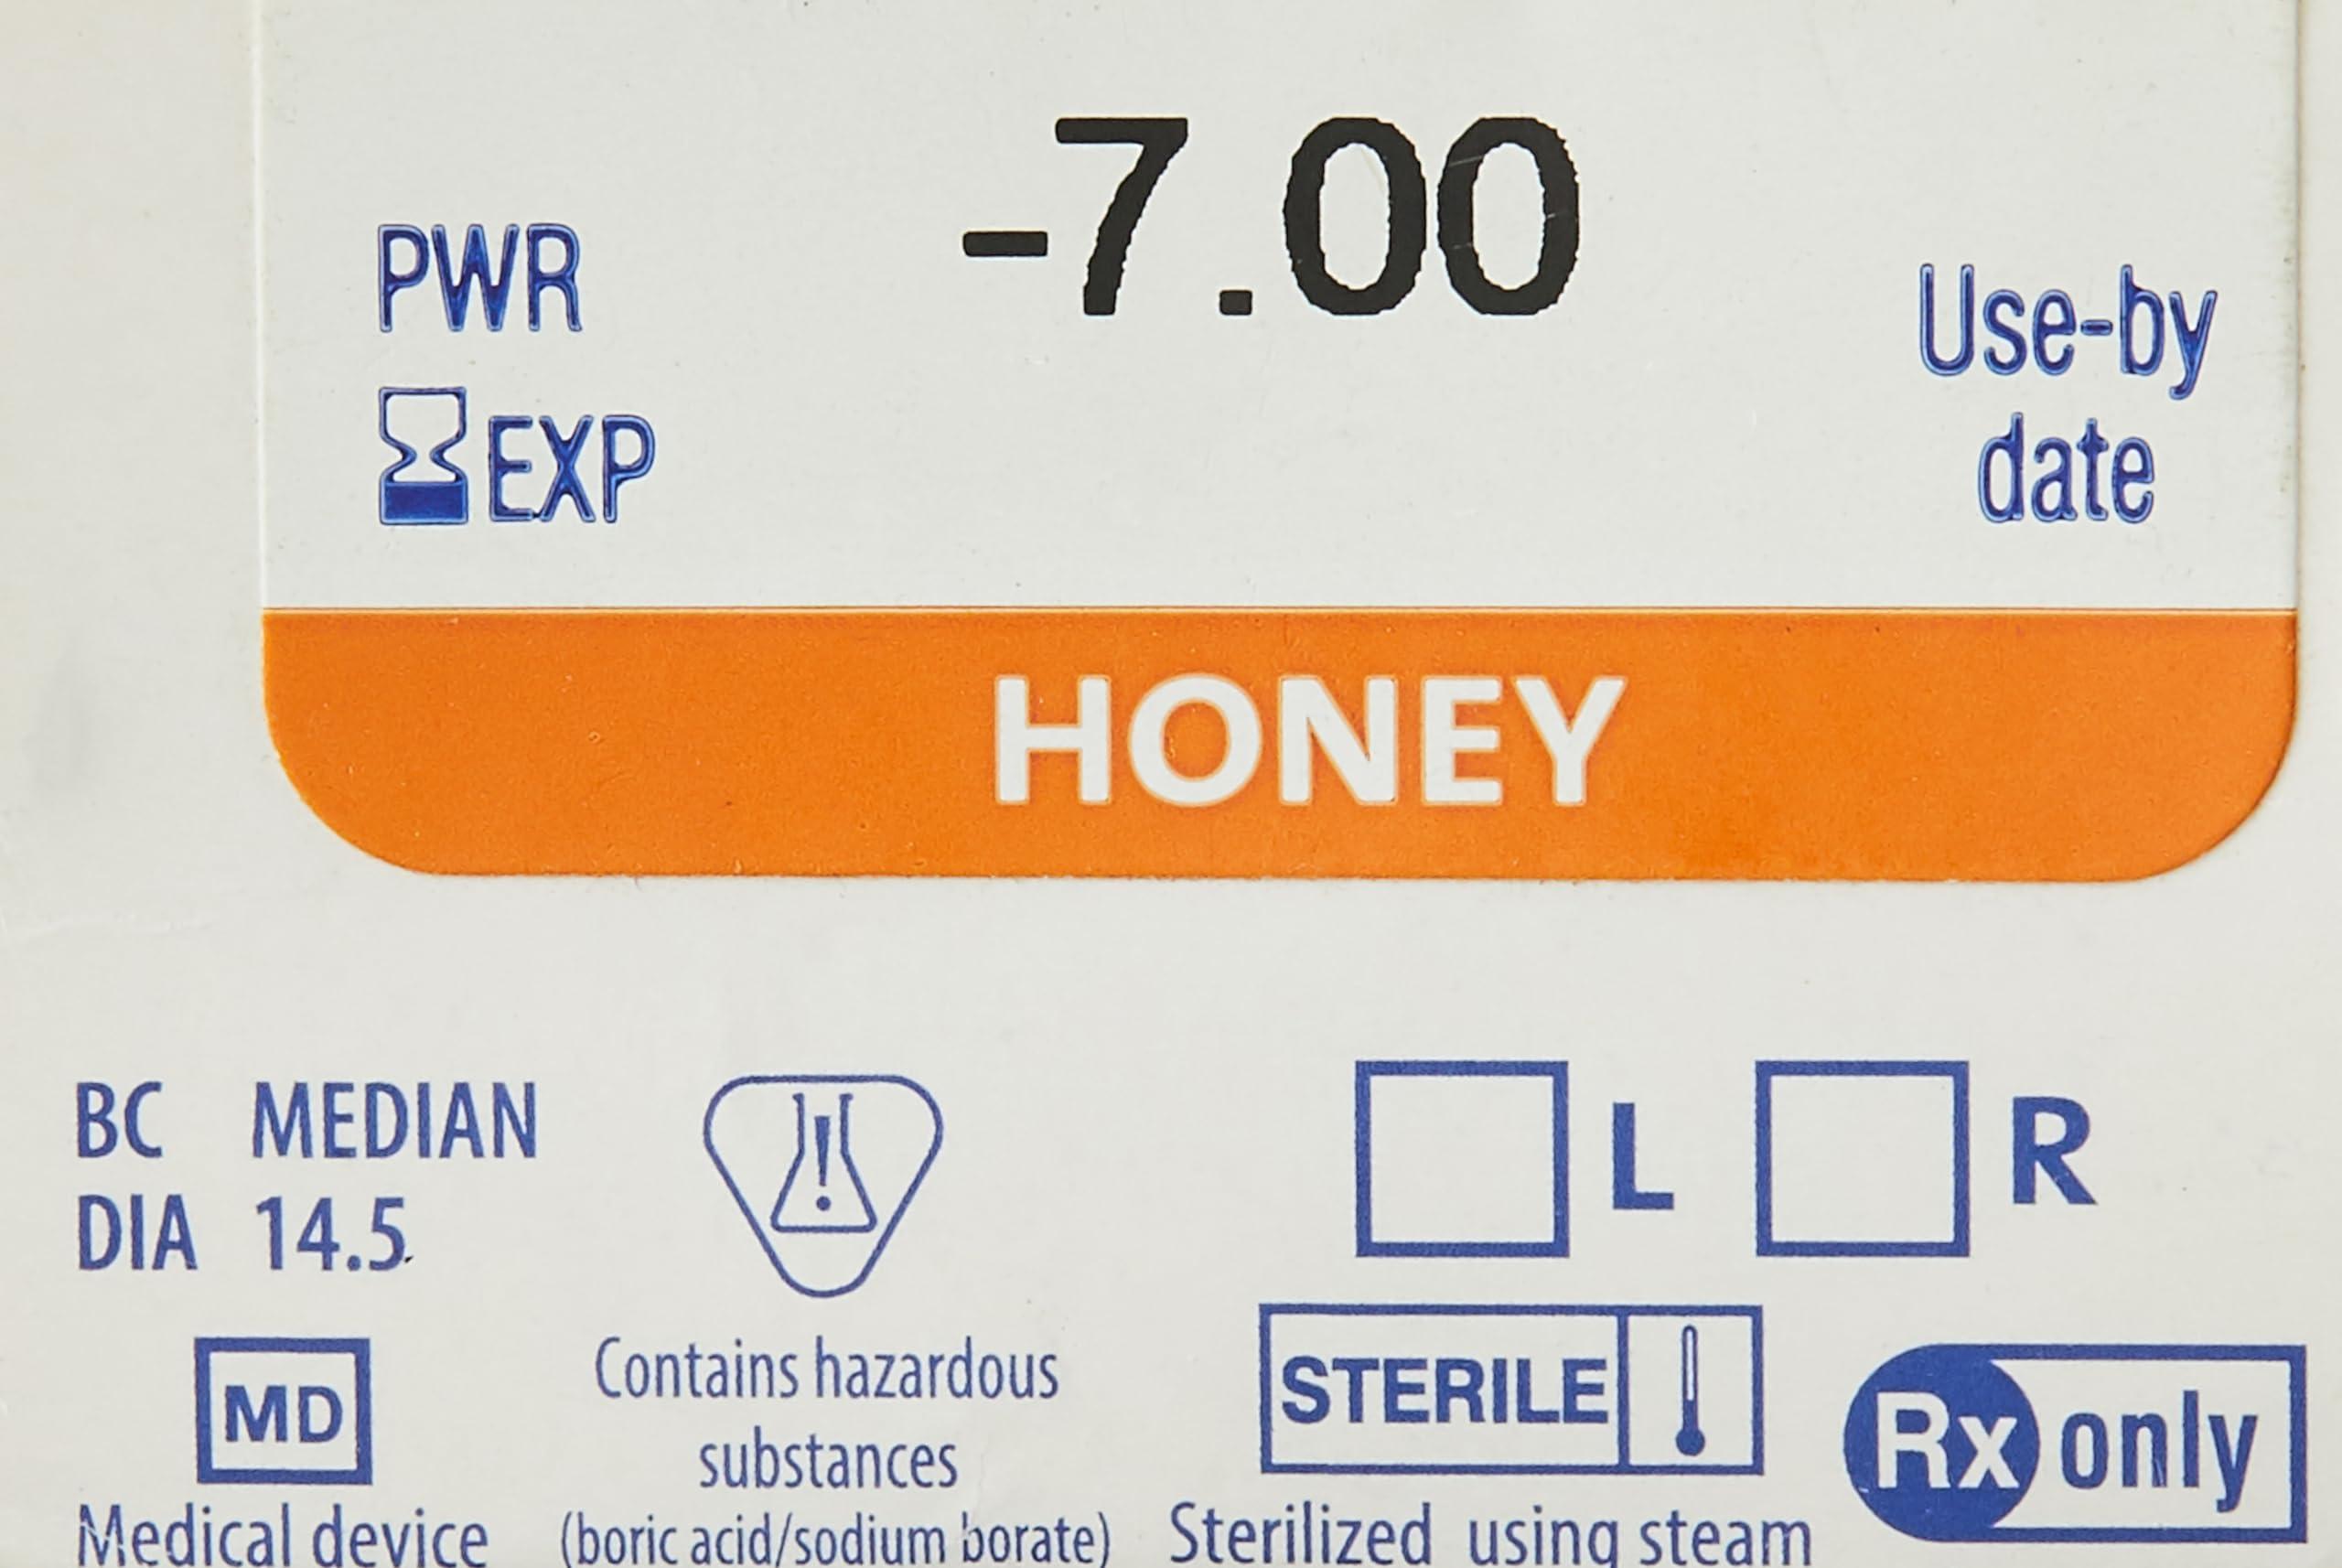 PWR -7.00
EXP
Use-by
date
HONEY
BC MEDIAN
DIA 14.5
L R
MD
Medical device
Contains hazardous
substances
(boric acid/sodium borate)
STERILE
Sterilized using steam
Rx only